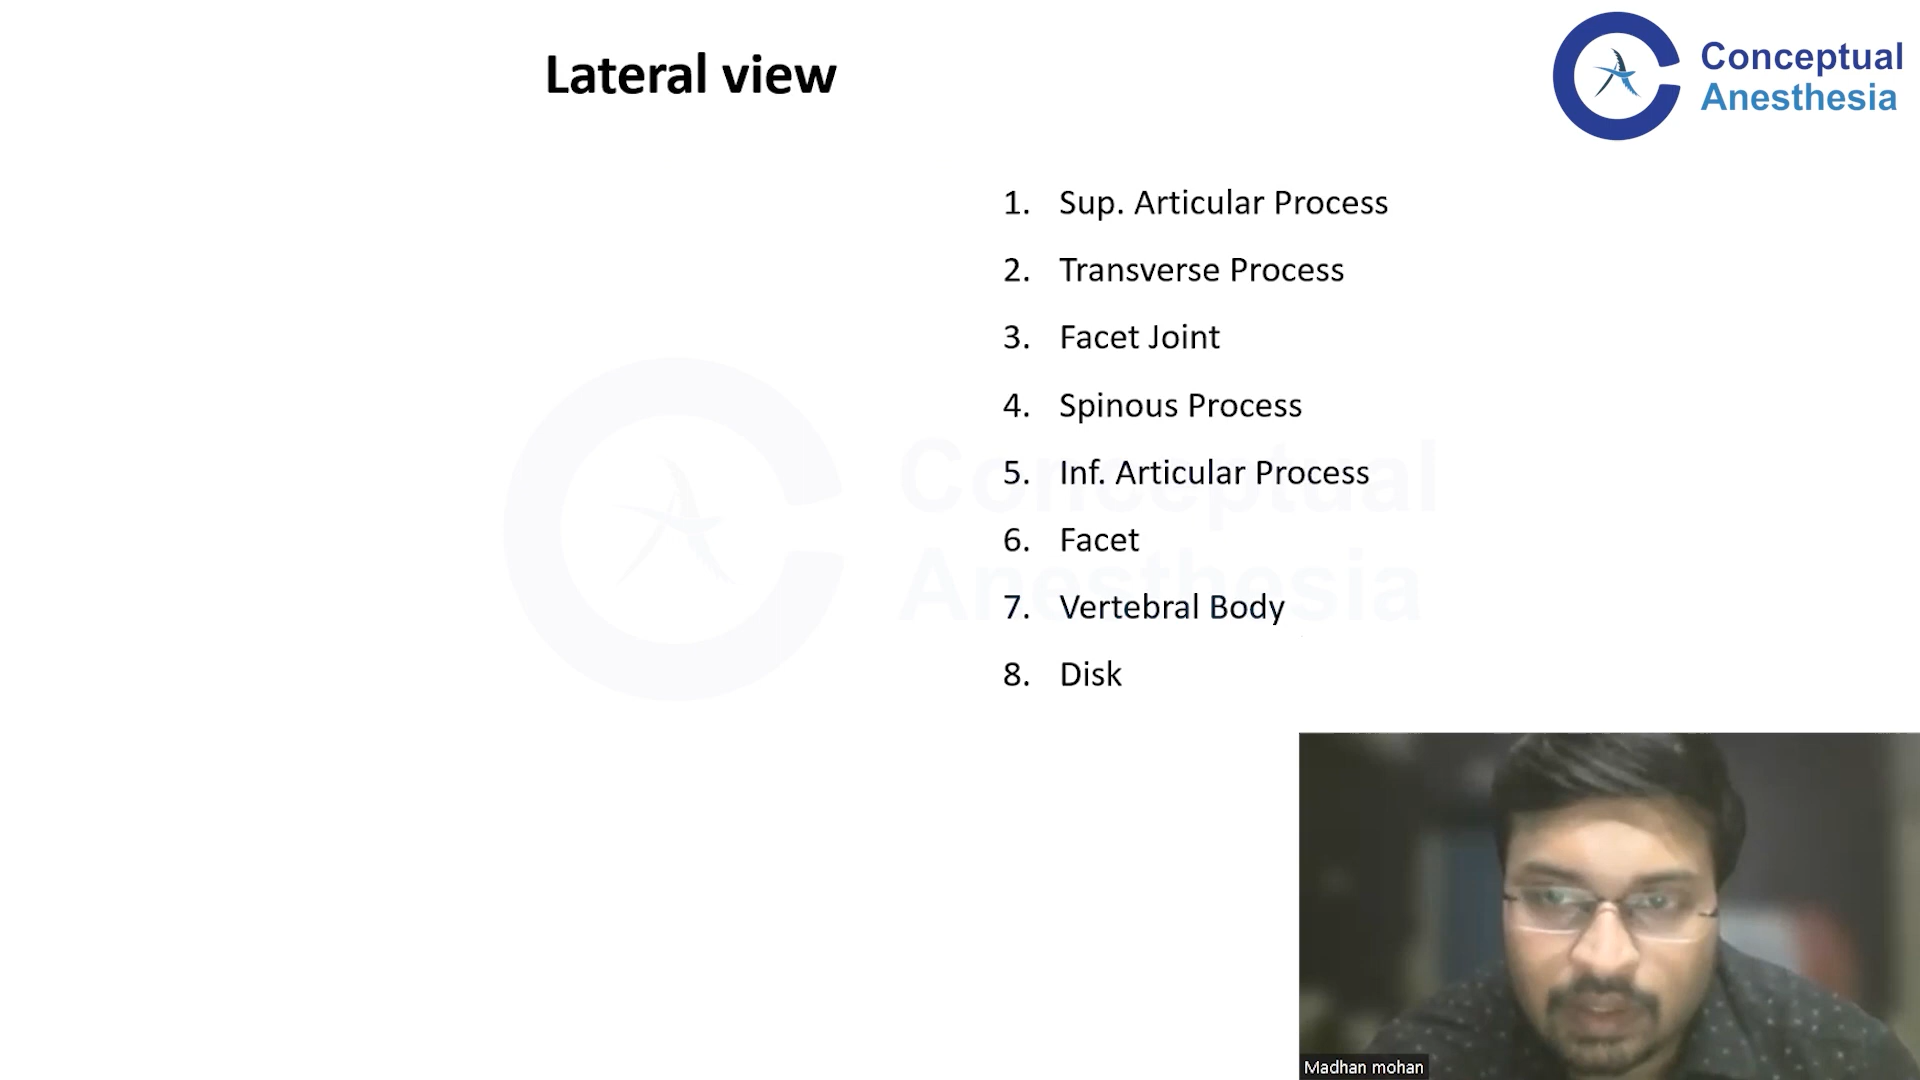 Lateral view
Conceptual
Anesthesia
1. Sup. Articular Process
2. Transverse Process
3. Facet Joint
4. Spinous Process
5. Inf. Articular Process
6. Facet
7. Vertebral Body
8. Disk
Conceptual
Anesthesia
Madhan mohan